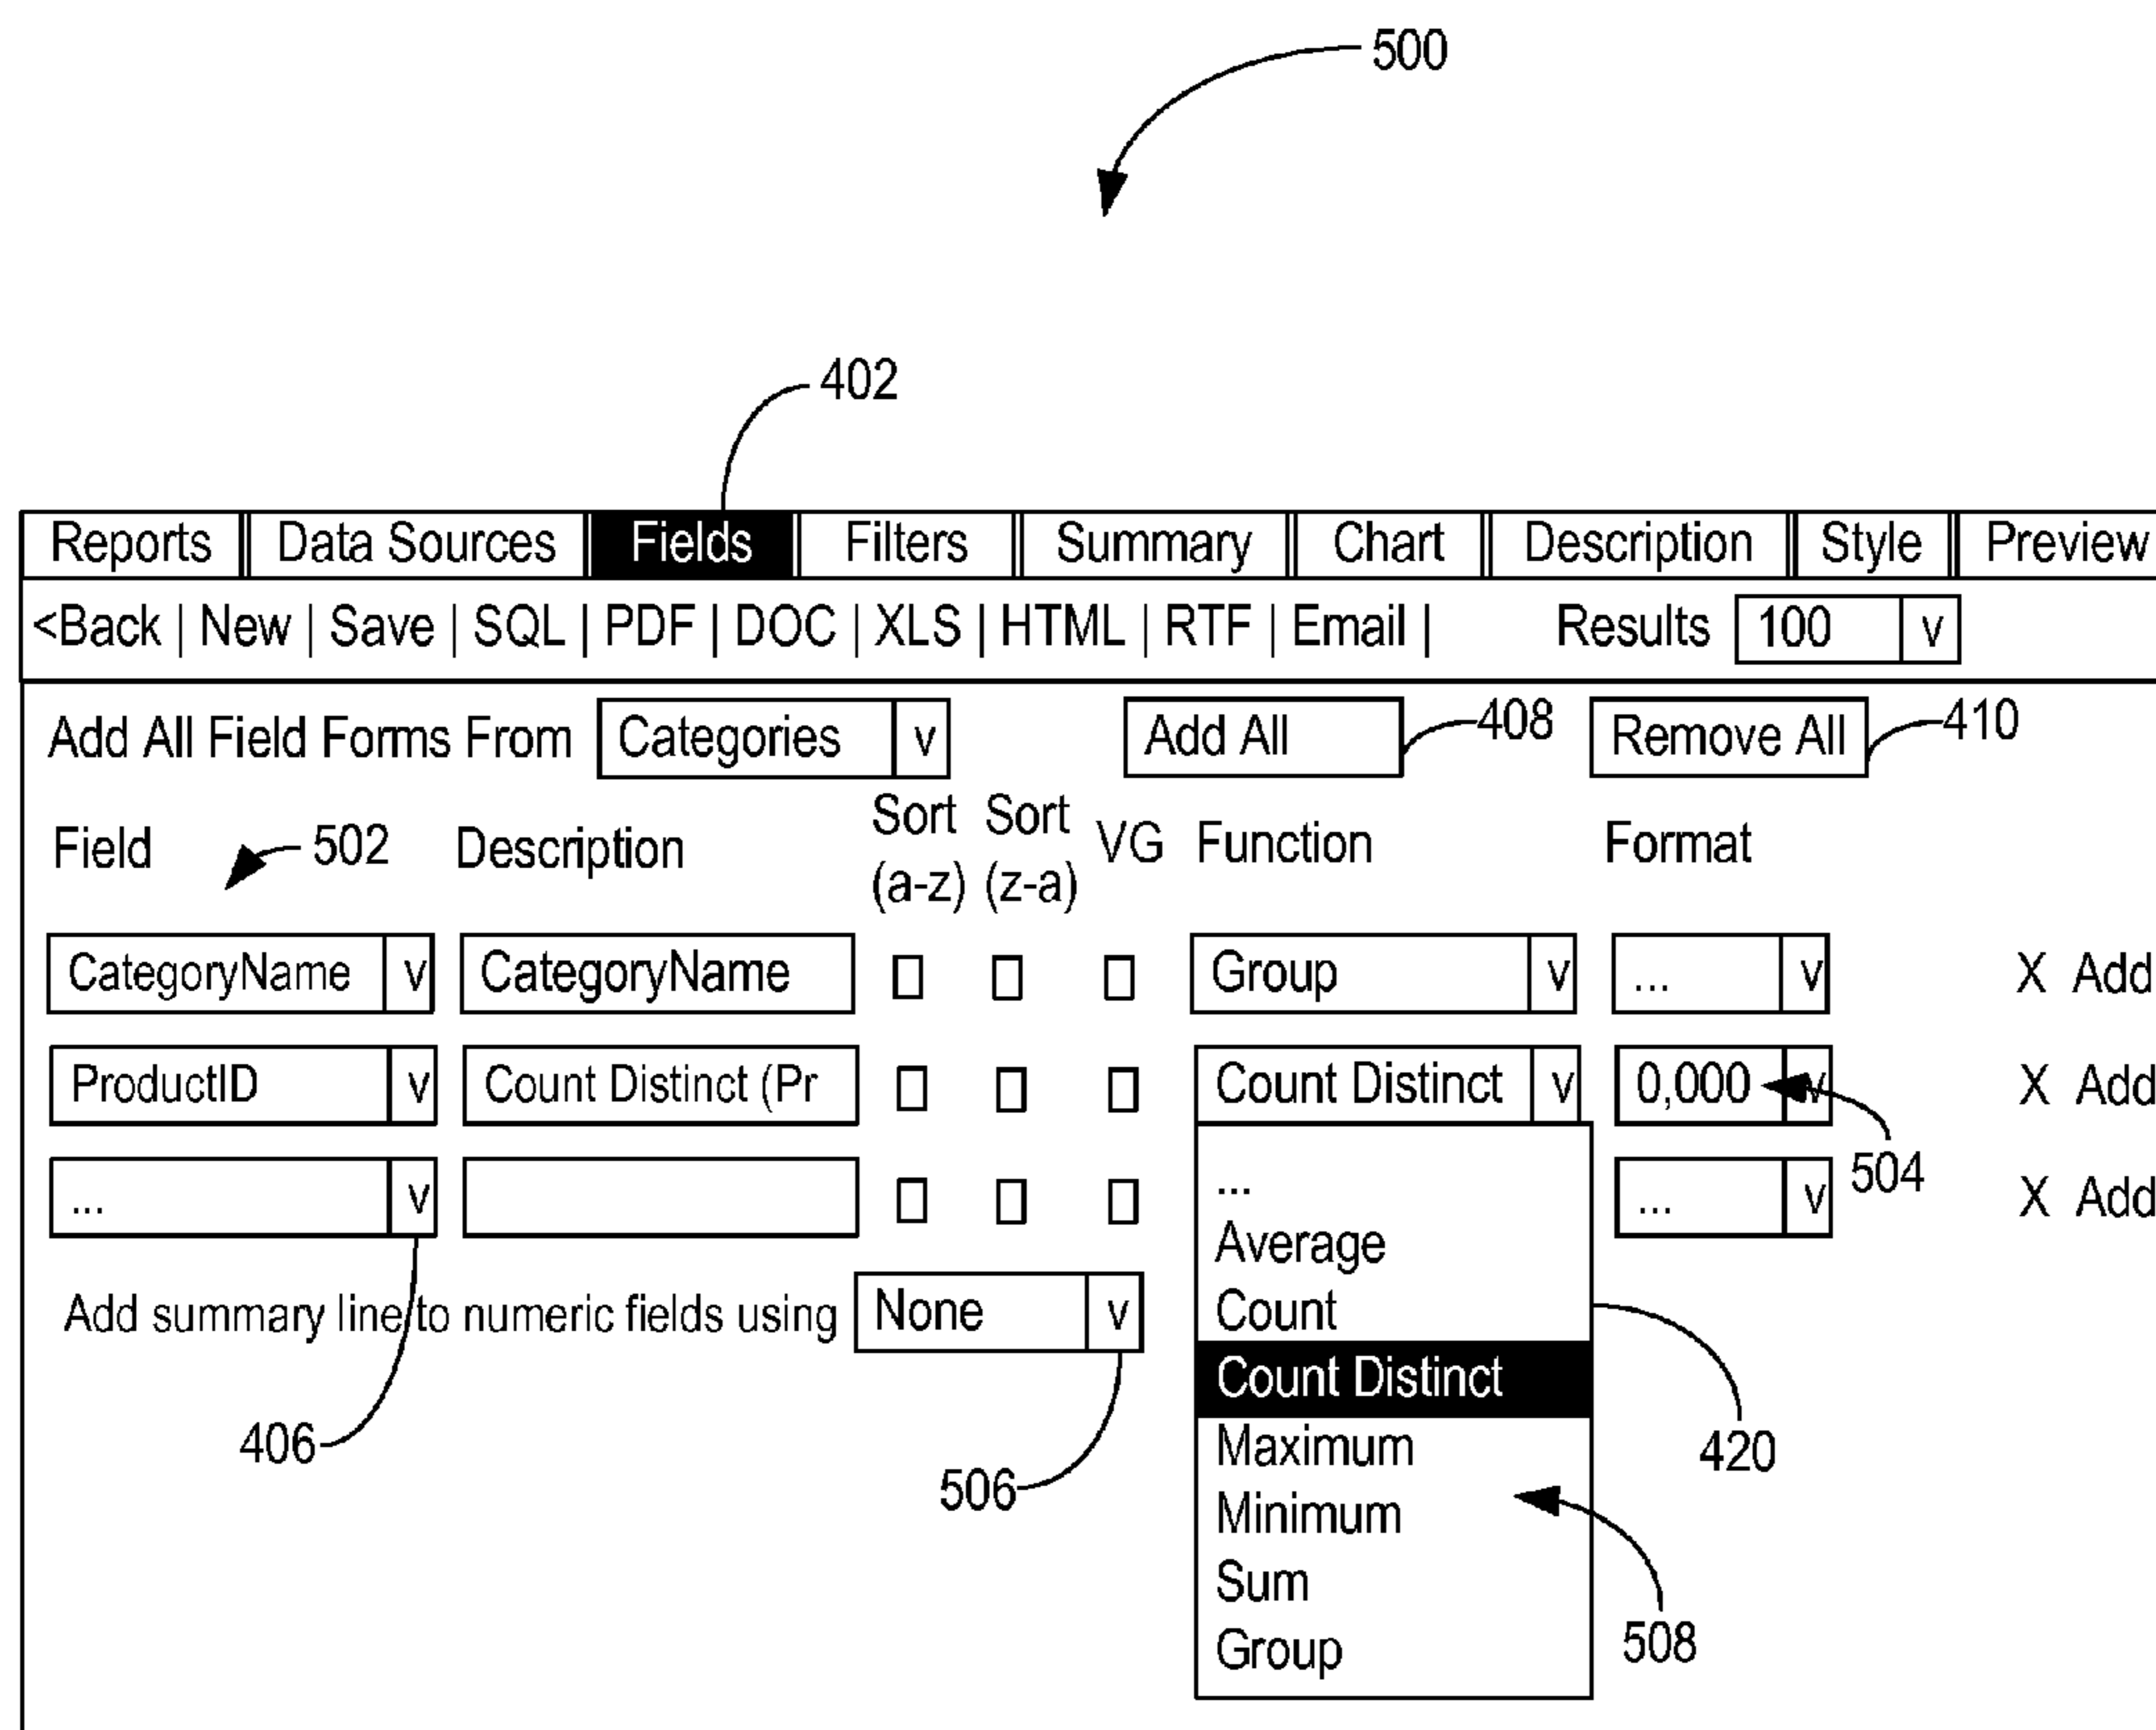 500
402
Reports Data Sources Fields Filters Summary Chart Description Style Preview
<Back | New | Save | SQL | PDF | DOC | XLS | HTML | RTF | Email | Results 100 v
Add All Field Forms From Categories v Add All 408 Remove All 410
Field 502 Description Sort (a-z) Sort (z-a) VG Function Format
CategoryName v CategoryName Group v ... v X Add
ProductID v Count Distinct (Pr Count Distinct v 0,000 v X Add
504
... v ... v X Add
...
Average
Add summary line to numeric fields using None v
Count
Count Distinct
Maximum
406
420
506
Minimum
Sum
508
Group